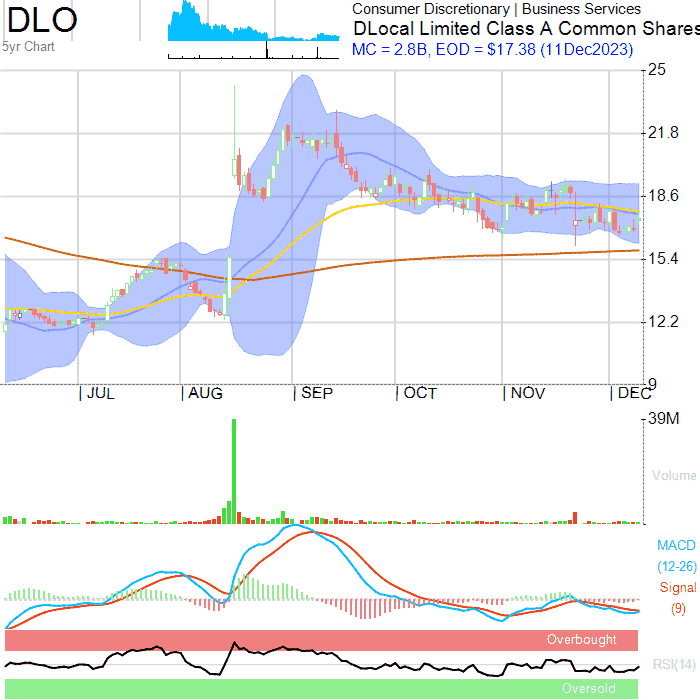 DLO
5yr Chart
Consumer Discretionary | Business Services
DLocal Limited Class A Common Shares
MC = 2.8B, EOD = $17.38 (11Dec2023)
25
21.8
18.6
15.4
12.2
9
| JUL | AUG | SEP | OCT | NOV | DEC
39M
Volume
MACD
(12-26)
Signal
(9)
Overbought
RSI(14)
Oversold